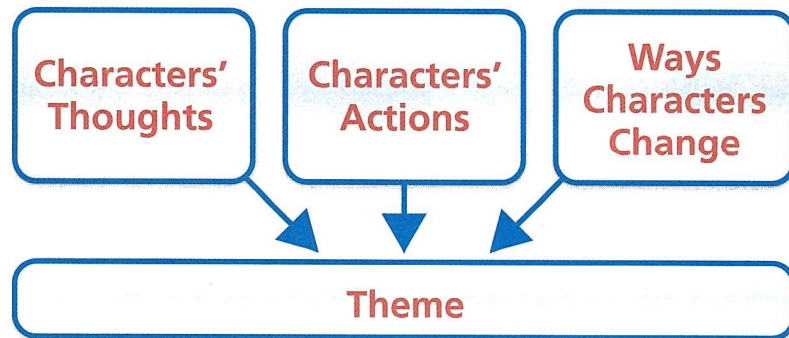 Characters'
Thoughts
Characters'
Actions
Ways
Characters
Change
Theme